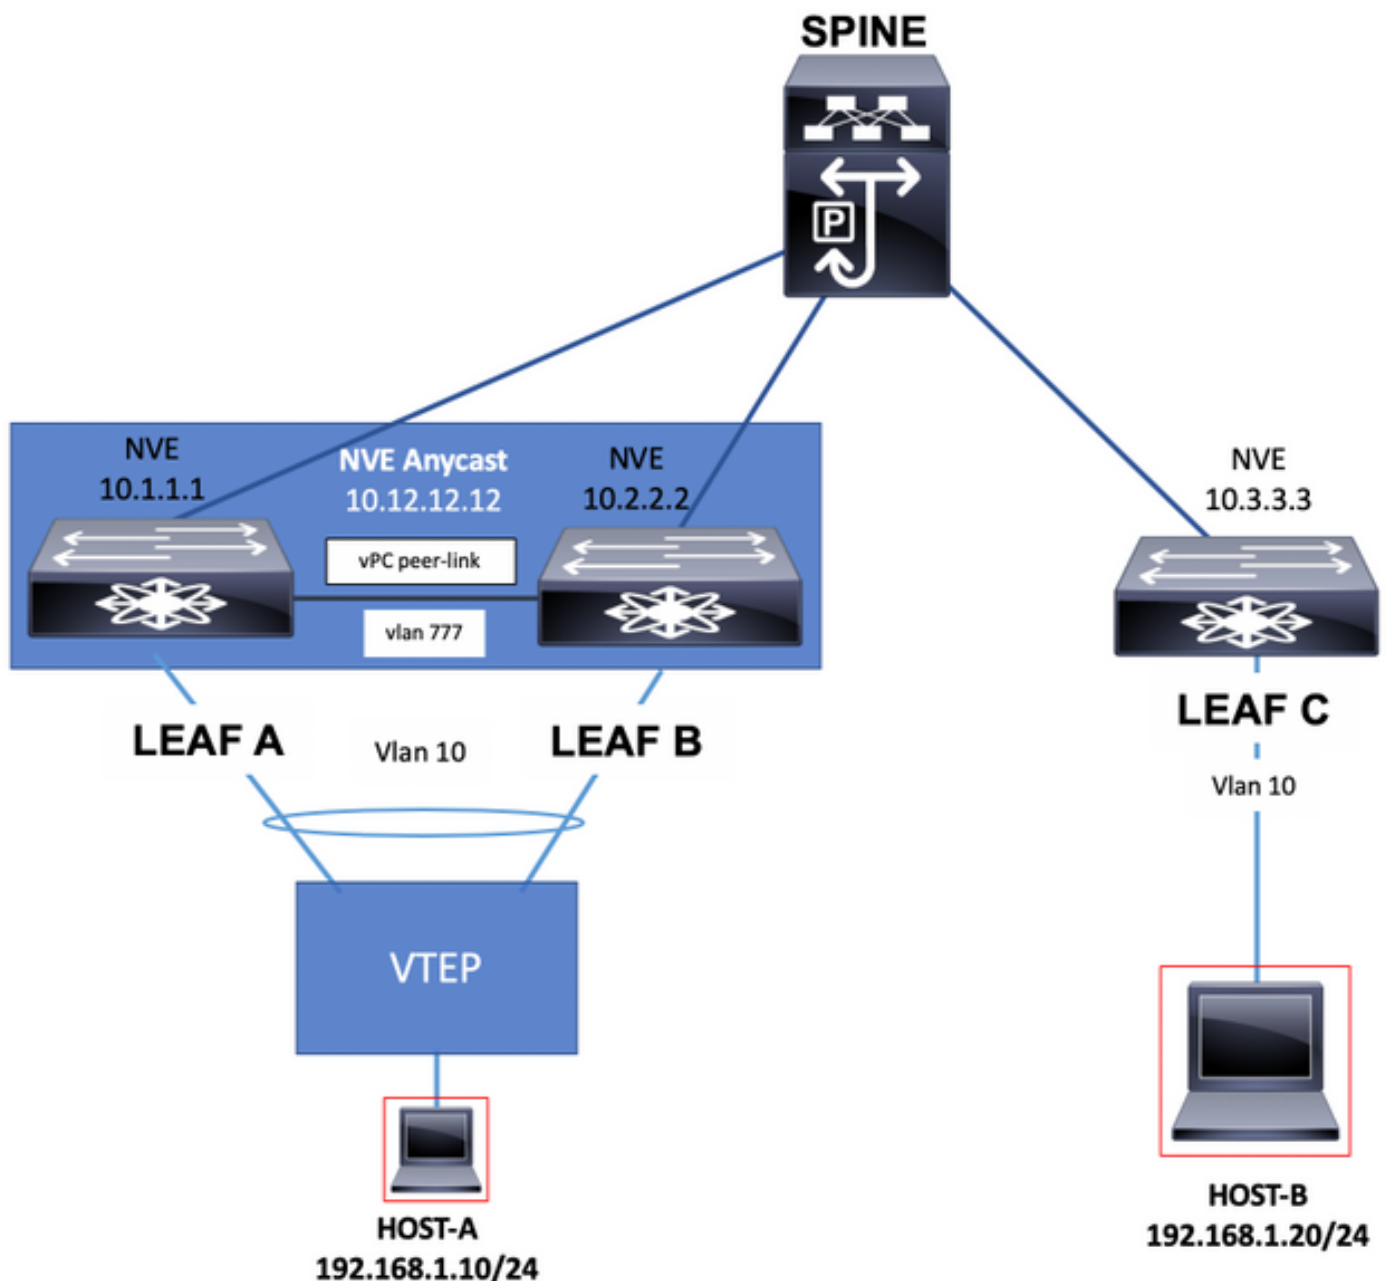 SPINE
P
NVE
10.1.1.1
NVE Anycast
10.12.12.12
NVE
10.2.2.2
NVE
10.3.3.3
vPC peer-link
vlan 777
LEAF A
Vlan 10
LEAF B
LEAF C
Vlan 10
VTEP
HOST-A
192.168.1.10/24
HOST-B
192.168.1.20/24